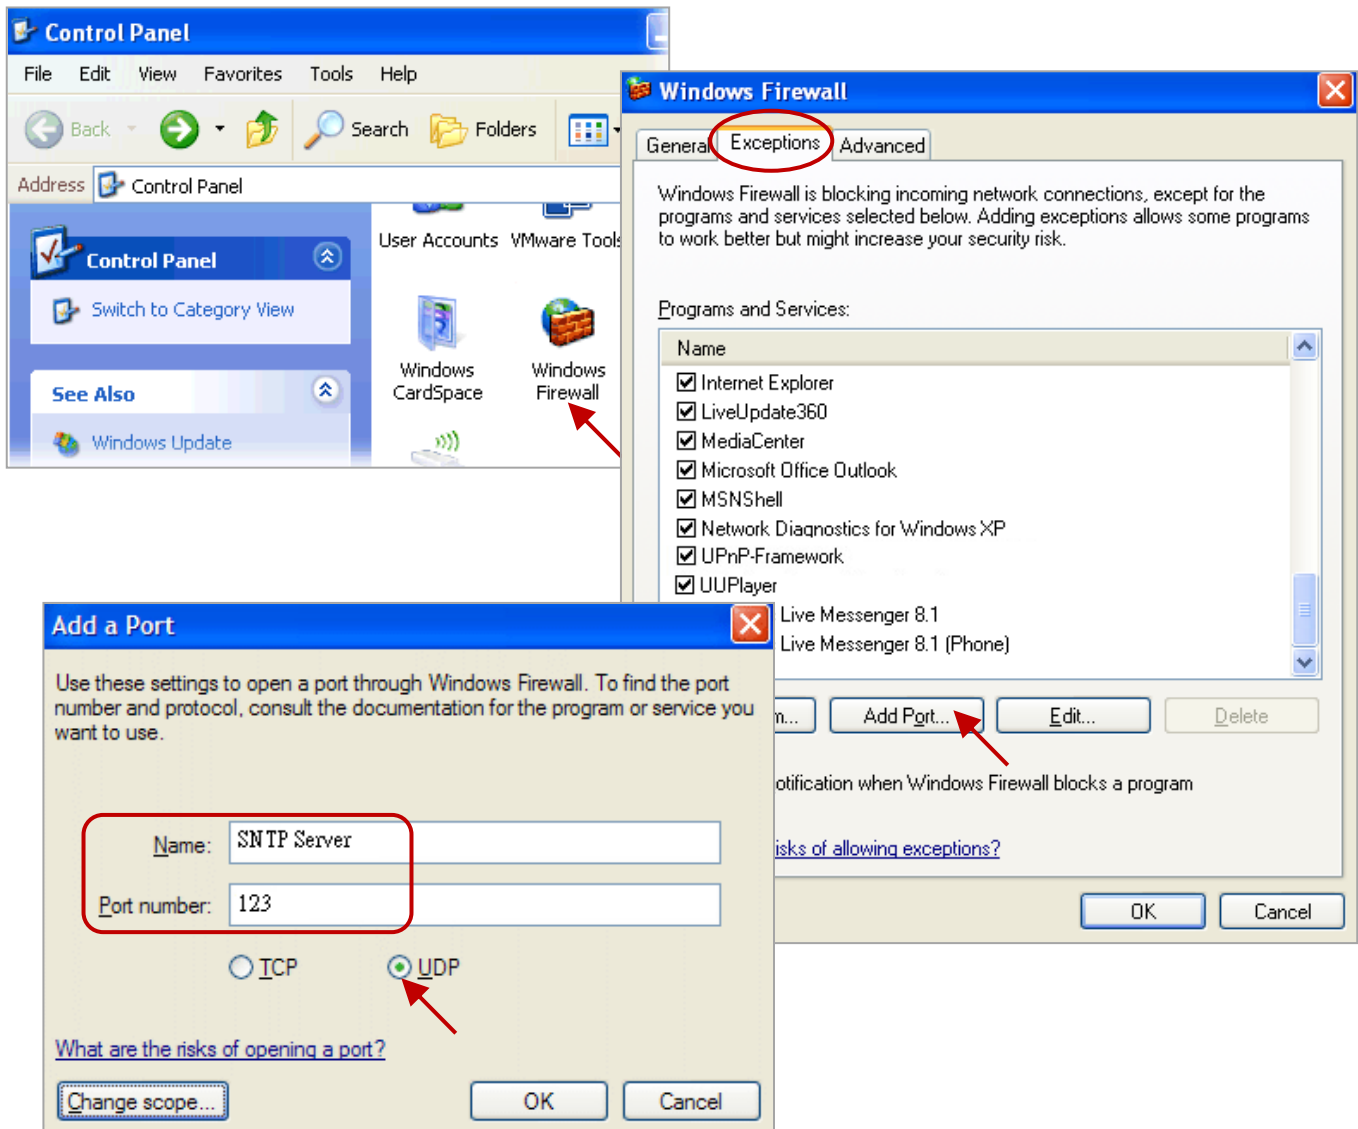 Control Panel
File Edit View Favorites Tools Help
Back Search Folders
Address Control Panel
Control Panel
Switch to Category View
See Also
Windows Update
User Accounts VMware Tools
Windows CardSpace
Windows Firewall
Windows Firewall
General Exceptions Advanced
Windows Firewall is blocking incoming network connections, except for the
programs and services selected below. Adding exceptions allows some programs
to work better but might increase your security risk.
Programs and Services:
Name
Internet Explorer
LiveUpdate360
MediaCenter
Microsoft Office Outlook
MSNShell
Network Diagnostics for Windows XP
UPnP-Framework
UUPlayer
Live Messenger 8.1
Live Messenger 8.1 (Phone)
m... Add Port... Edit... Delete
otification when Windows Firewall blocks a program
isks of allowing exceptions?
OK Cancel
Add a Port
Use these settings to open a port through Windows Firewall. To find the port
number and protocol, consult the documentation for the program or service you
want to use.
Name: SNTP Server
Port number: 123
TCP UDP
What are the risks of opening a port?
Change scope... OK Cancel